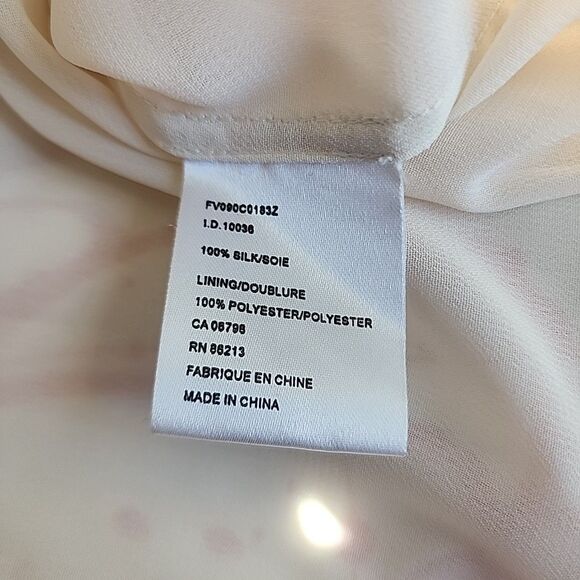 FV090C0183Z
I.D. 10036
100% SILK/SOIE
LINING/DOUBLURE
100% POLYESTER/POLYESTER
CA 06796
RN 86213
FABRIQUE EN CHINE
MADE IN CHINA